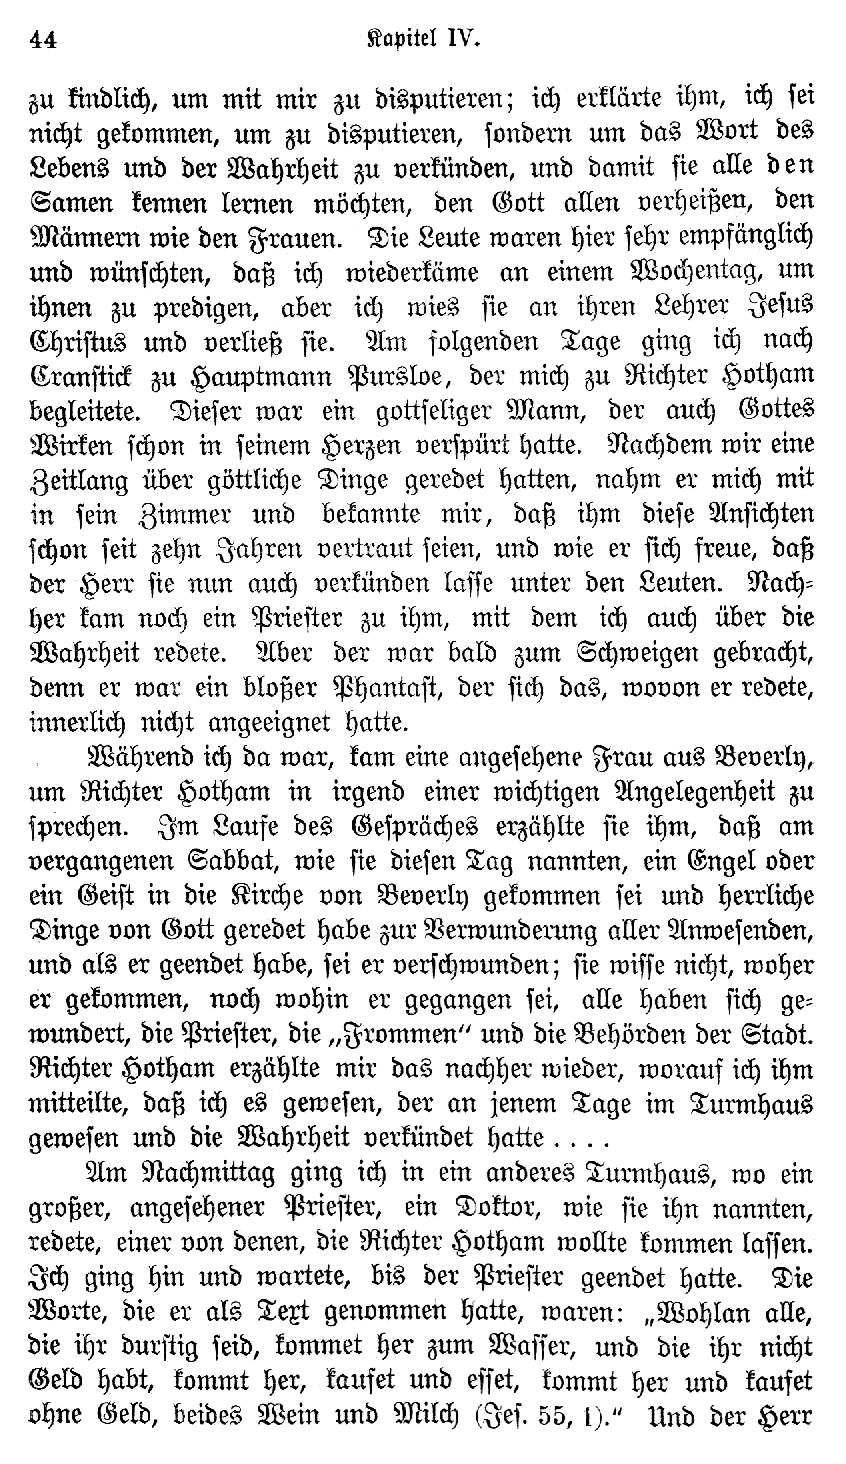 44 Kapitel IV.
zu kindlich, um mit mir zu disputieren; ich erklärte ihm, ich sei
nicht gekommen, um zu disputieren, sondern um das Wort des
Lebens und der Wahrheit zu verkünden, und damit sie alle den
Samen kennen lernen möchten, den Gott allen verheißen, den
Männern wie den Frauen. Die Leute waren hier sehr empfänglich
und wünschten, daß ich wiederkäme an einem Wochentag, um
ihnen zu predigen, aber ich wies sie an ihren Lehrer Jesus
Christus und verließ sie. Am folgenden Tage ging ich nach
Cranstick zu Hauptmann Pursloe, der mich zu Richter Hotham
begleitete. Dieser war ein gottseliger Mann, der auch Gottes
Wirken schon in seinem Herzen verspürt hatte. Nachdem wir eine
Zeitlang über göttliche Dinge geredet hatten, nahm er mich mit
in sein Zimmer und bekannte mir, daß ihm diese Ansichten
schon seit zehn Jahren vertraut seien, und wie er sich freue, daß
der Herr sie nun auch verkünden lasse unter den Leuten. Nach-
her kam noch ein Priester zu ihm, mit dem ich auch über die
Wahrheit redete. Aber der war bald zum Schweigen gebracht,
denn er war ein bloßer Phantast, der sich das, wovon er redete,
innerlich nicht angeeignet hatte.
Während ich da war, kam eine angesehene Frau aus Beverly,
um Richter Hotham in irgend einer wichtigen Angelegenheit zu
sprechen. Im Laufe des Gespräches erzählte sie ihm, daß am
vergangenen Sabbat, wie sie diesen Tag nannten, ein Engel oder
ein Geist in die Kirche von Beverly gekommen sei und herrliche
Dinge von Gott geredet habe zur Verwunderung aller Anwesenden,
und als er geendet habe, sei er verschwunden; sie wisse nicht, woher
er gekommen, noch wohin er gegangen sei, alle haben sich ge-
wundert, die Priester, die „Frommen“ und die Behörden der Stadt.
Richter Hotham erzählte mir das nachher wieder, worauf ich ihm
mitteilte, daß ich es gewesen, der an jenem Tage im Turmhaus
gewesen und die Wahrheit verkündet hatte . . . .
Am Nachmittag ging ich in ein anderes Turmhaus, wo ein
großer, angesehener Priester, ein Doktor, wie sie ihn nannten,
redete, einer von denen, die Richter Hotham wollte kommen lassen.
Ich ging hin und wartete, bis der Priester geendet hatte. Die
Worte, die er als Text genommen hatte, waren: „Wohlan alle,
die ihr durstig seid, kommet her zum Wasser, und die ihr nicht
Geld habt, kommt her, kaufet und esset, kommt her und kaufet
ohne Geld, beides Wein und Milch (Jes. 55, 1).“ Und der Herr